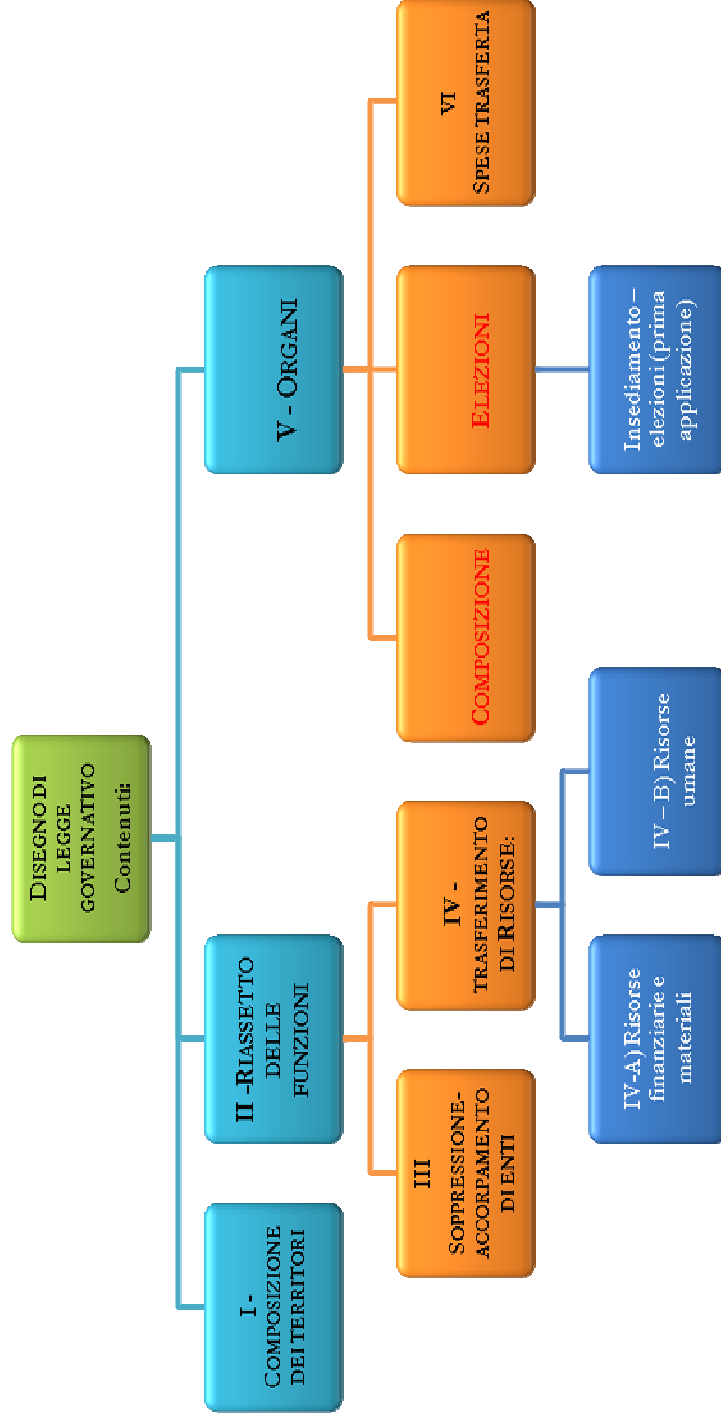 DISEGNO DI
LEGGE
GOVERNATIVO
Contenuti:
I -
COMPOSIZIONE
DEI TERRITORI
II -RIASSETTO
DELLE
FUNZIONI
V - ORGANI
III
SOPPRESSIONE-
ACCORPAMENTO
DI ENTI
IV -
TRASFERIMENTO
DI RISORSE:
COMPOSIZIONE
ELEZIONI
VI
SPESE TRASFERTA
IV-A) Risorse
finanziarie e
materiali
IV – B) Risorse
umane
Insediamento –
elezioni (prima
applicazione)